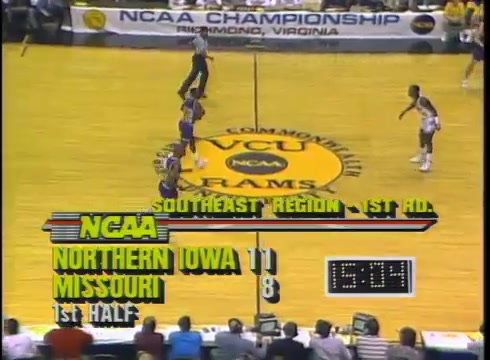 NCAA CHAMPIONSHIP
RICHMOND, VIRGINIA
COMMONWEALTH
VCU
NCAA
RAMS
SOUTHEAST REGION - 1ST RD.
NCAA
NORTHERN IOWA 11
MISSOURI 8
15:04
1st HALF